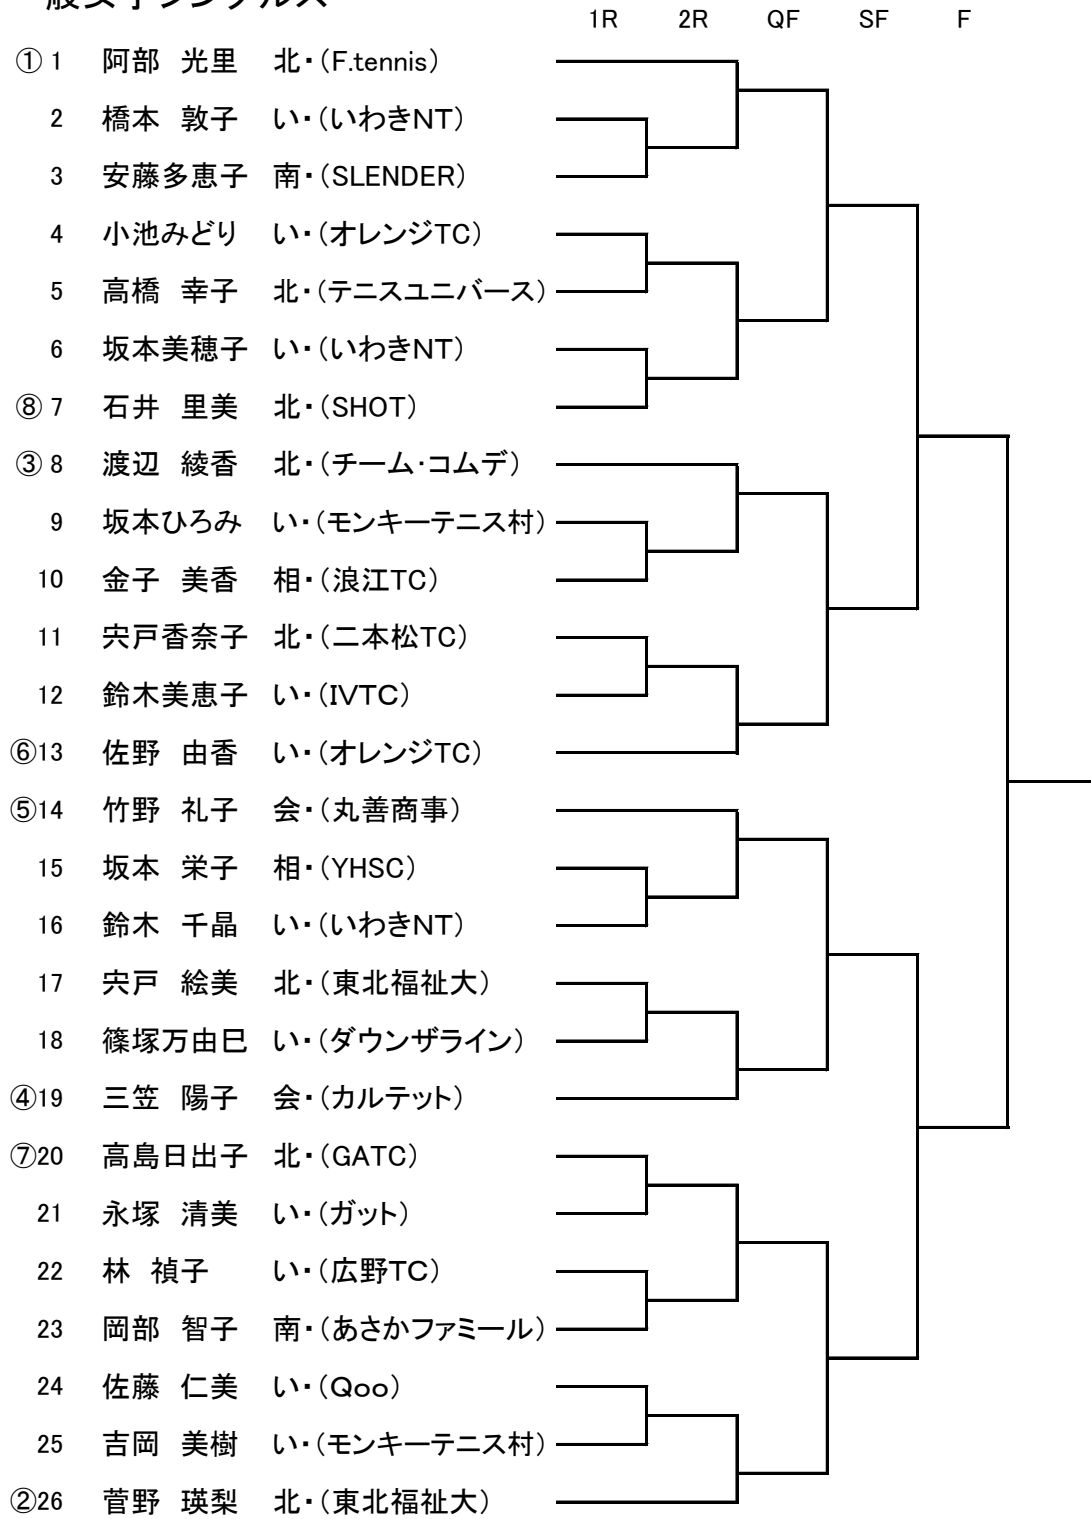 般女子シングルス
1R 2R QF SF F
① 1 阿部 光里 北・(F.tennis)
2 橋本 敦子 い・(いわきNT)
3 安藤多恵子 南・(SLENDER)
4 小池みどり い・(オレンジTC)
5 高橋 幸子 北・(テニスユニバース)
6 坂本美穂子 い・(いわきNT)
⑧ 7 石井 里美 北・(SHOT)
③ 8 渡辺 綾香 北・(チーム・コムデ)
9 坂本ひろみ い・(モンキーテニス村)
10 金子 美香 相・(浪江TC)
11 宍戸香奈子 北・(二本松TC)
12 鈴木美恵子 い・(IVTC)
⑥13 佐野 由香 い・(オレンジTC)
⑤14 竹野 礼子 会・(丸善商事)
15 坂本 栄子 相・(YHSC)
16 鈴木 千晶 い・(いわきNT)
17 宍戸 絵美 北・(東北福祉大)
18 篠塚万由巳 い・(ダウンザライン)
④19 三笠 陽子 会・(カルテット)
⑦20 高島日出子 北・(GATC)
21 永塚 清美 い・(ガット)
22 林 禎子 い・(広野TC)
23 岡部 智子 南・(あさかファミール)
24 佐藤 仁美 い・(Qoo)
25 吉岡 美樹 い・(モンキーテニス村)
②26 菅野 瑛梨 北・(東北福祉大)